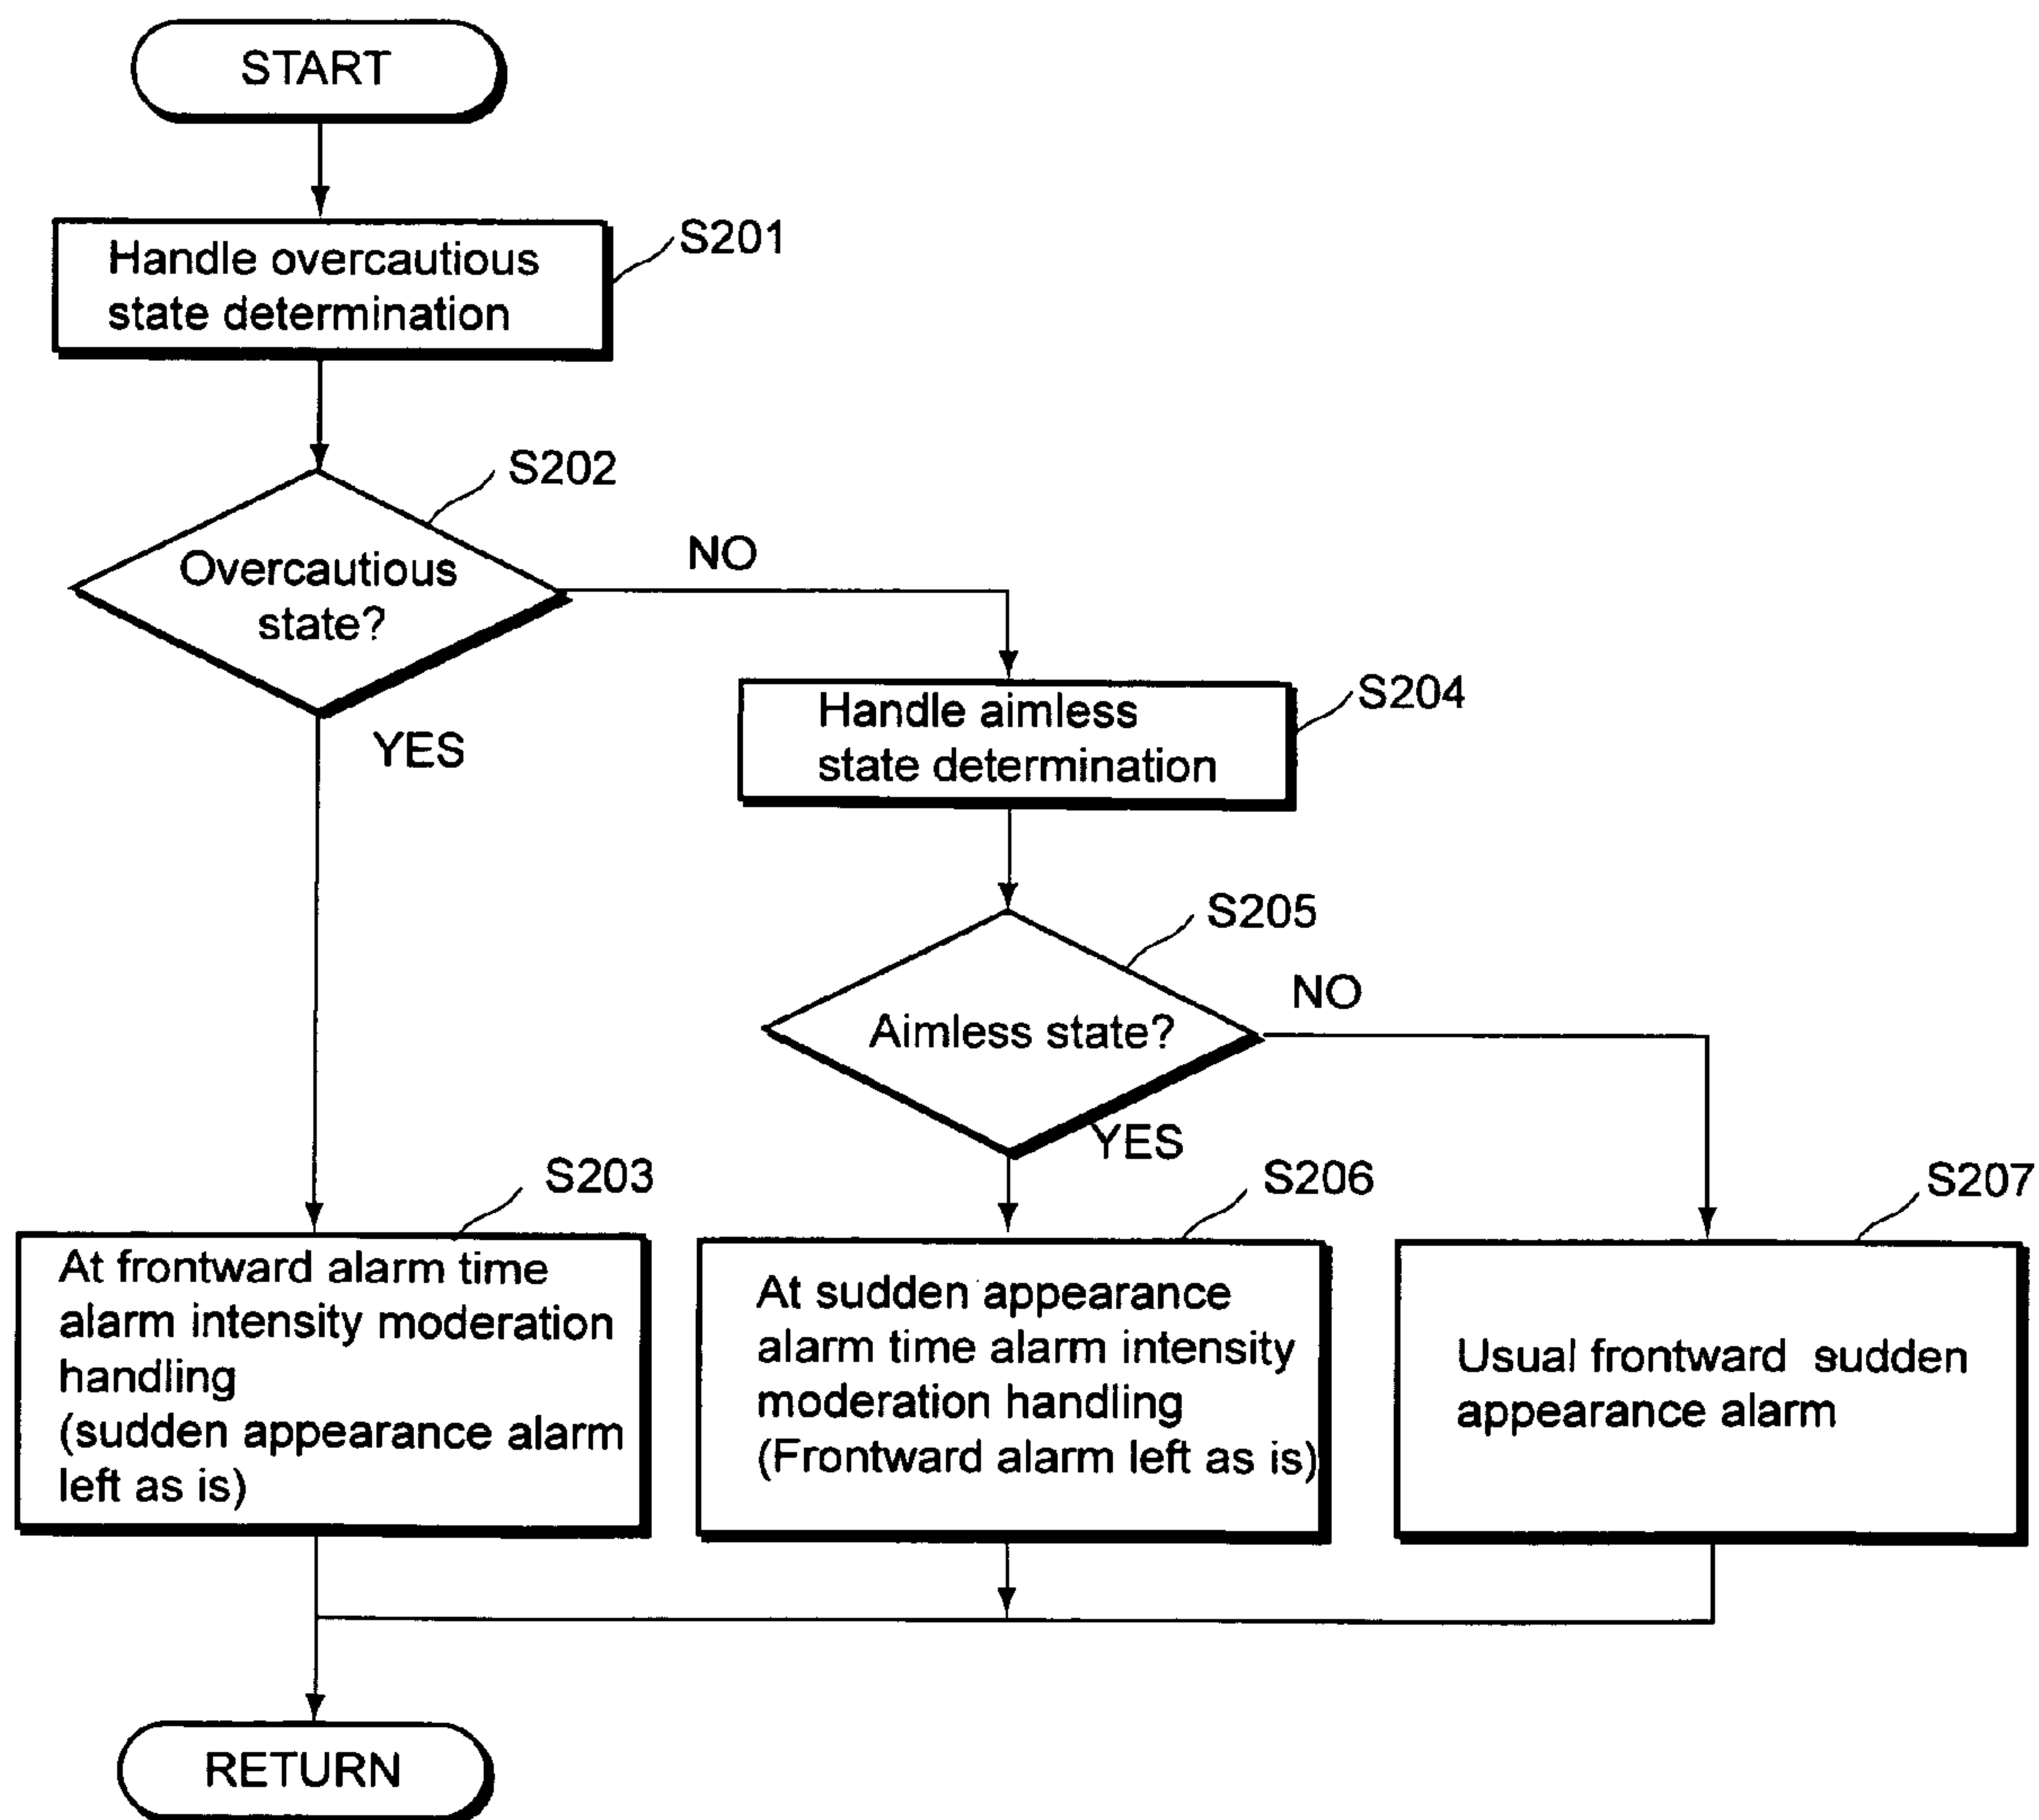 START
S201
Handle overcautious
state determination
S202
Overcautious
state?
NO
YES
S204
Handle aimless
state determination
S205
Aimless state?
NO
YES
S203
At frontward alarm time
alarm intensity moderation
handling
(sudden appearance alarm
left as is)
S206
At sudden appearance
alarm time alarm intensity
moderation handling
(Frontward alarm left as is)
S207
Usual frontward sudden
appearance alarm
RETURN